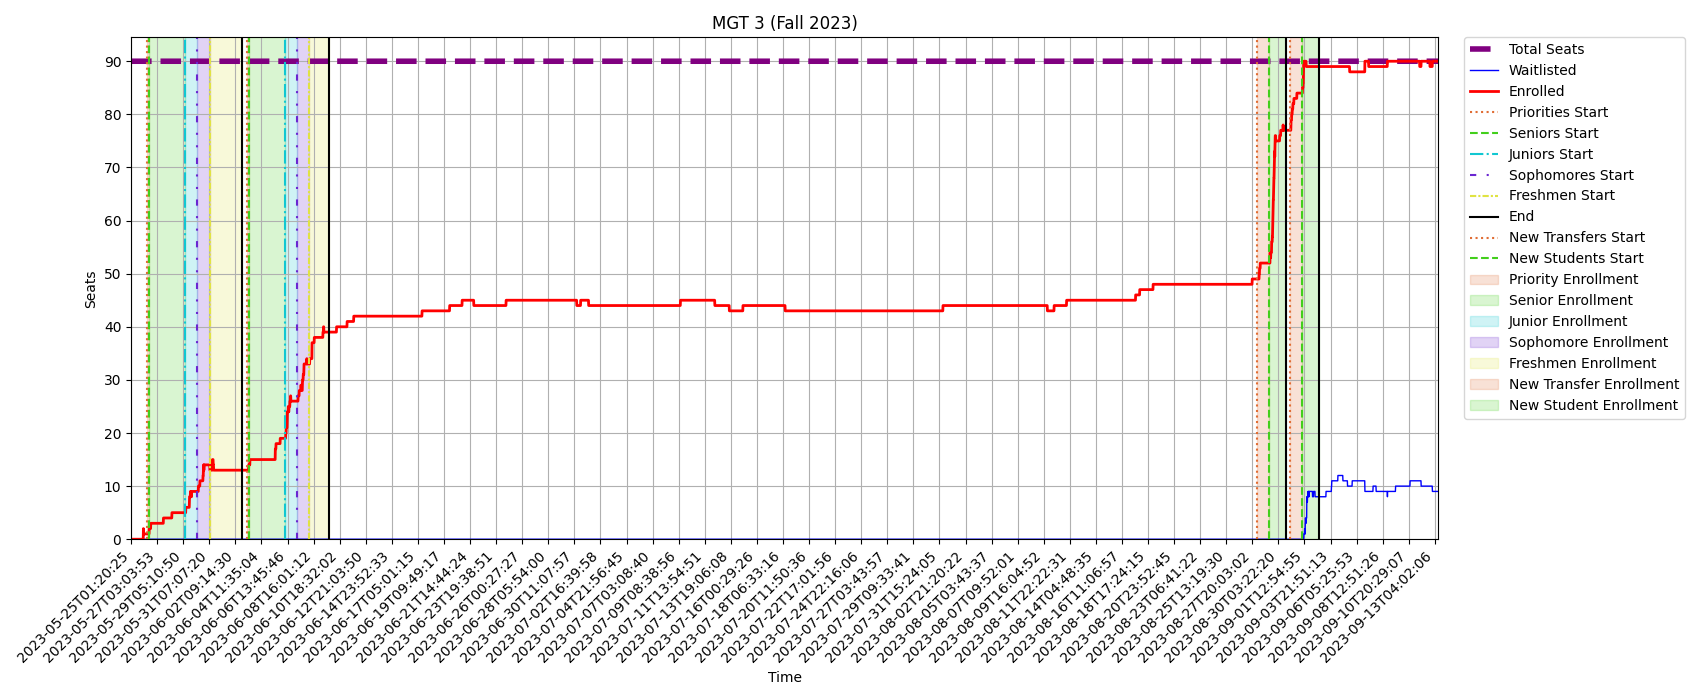 MGT 3 (Fall 2023)
Seats
90
80
70
60
50
40
30
20
10
0
2023-05-25T01:20:25
2023-05-27T03:03:53
2023-05-29T05:10:50
2023-05-31T07:07:20
2023-06-02T09:14:30
2023-06-04T11:35:04
2023-06-06T13:45:46
2023-06-08T16:01:12
2023-06-10T18:32:02
2023-06-12T21:03:50
2023-06-14T23:52:33
2023-06-17T05:01:15
2023-06-19T09:49:17
2023-06-21T14:44:24
2023-06-23T19:38:51
2023-06-26T00:27:27
2023-06-28T05:54:00
2023-06-30T11:07:57
2023-07-02T16:39:58
2023-07-04T21:56:45
2023-07-07T03:08:40
2023-07-09T08:38:56
2023-07-11T13:54:51
2023-07-13T19:06:08
2023-07-16T00:29:26
2023-07-18T06:33:16
2023-07-20T11:50:36
2023-07-22T17:01:56
2023-07-24T22:16:06
2023-07-27T03:43:57
2023-07-29T09:33:41
2023-07-31T15:24:05
2023-08-02T21:20:22
2023-08-05T03:43:37
2023-08-07T09:52:01
2023-08-09T16:04:52
2023-08-11T22:22:31
2023-08-14T04:48:35
2023-08-16T11:06:57
2023-08-18T17:24:15
2023-08-20T23:52:45
2023-08-23T06:41:22
2023-08-25T13:19:30
2023-08-27T20:03:02
2023-08-30T03:22:20
2023-09-01T12:54:55
2023-09-03T21:51:13
2023-09-06T05:25:53
2023-09-08T12:51:26
2023-09-10T20:29:07
2023-09-13T04:02:06
Time
Total Seats
Waitlisted
Enrolled
Priorities Start
Seniors Start
Juniors Start
Sophomores Start
Freshmen Start
End
New Transfers Start
New Students Start
Priority Enrollment
Senior Enrollment
Junior Enrollment
Sophomore Enrollment
Freshmen Enrollment
New Transfer Enrollment
New Student Enrollment